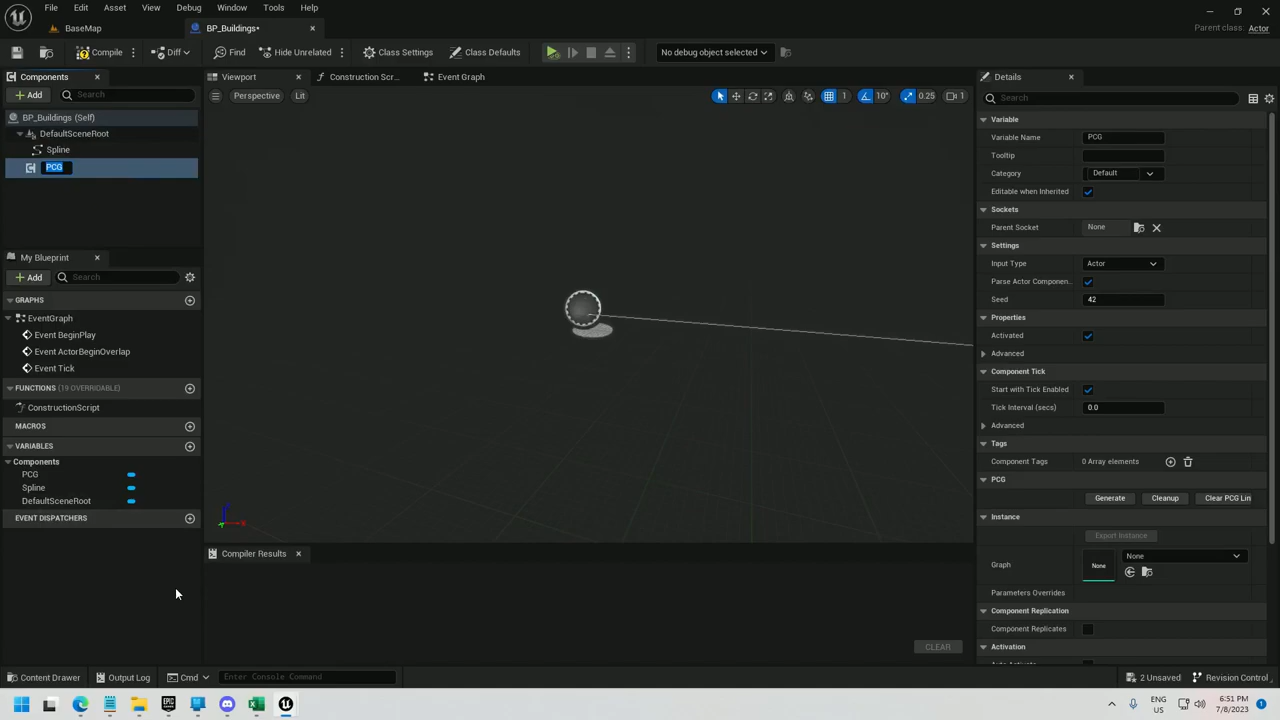 File Edit Asset View Debug Window Tools Help
BaseMap
BP_Buildings*
Parent class: Actor
Compile
Diff
Find
Hide Unrelated
Class Settings
Class Defaults
No debug object selected
Components
Add
Search
BP_Buildings (Self)
DefaultSceneRoot
Spline
PCG
My Blueprint
Add
Search
GRAPHS
EventGraph
Event BeginPlay
Event ActorBeginOverlap
Event Tick
FUNCTIONS (19 OVERRIDABLE)
ConstructionScript
MACROS
VARIABLES
Components
PCG
Spline
DefaultSceneRoot
EVENT DISPATCHERS
Viewport
Construction Scr...
Event Graph
Perspective
Lit
1
10°
0.25
1
Compiler Results
CLEAR
Details
Search
Variable
Variable Name PCG
Tooltip
Category Default
Editable when Inherited
Sockets
Parent Socket None
Settings
Input Type Actor
Parse Actor Componen..
Seed 42
Properties
Activated
Advanced
Component Tick
Start with Tick Enabled
Tick Interval (secs) 0.0
Advanced
Tags
Component Tags 0 Array elements
PCG
Generate Cleanup Clear PCG Lin
Instance
Export Instance
Graph None None
Parameters Overrides
Component Replication
Component Replicates
Activation
Content Drawer
Output Log
Cmd
Enter Console Command
2 Unsaved
Revision Control
ENG
US
6:51 PM
7/8/2023